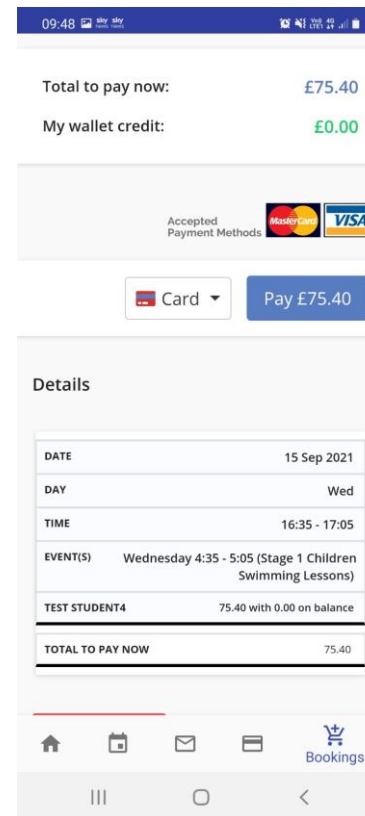 09:48
Total to pay now: £75.40
My wallet credit: £0.00
Accepted
Payment Methods
MasterCard VISA
Card Pay £75.40
Details
DATE 15 Sep 2021
DAY Wed
TIME 16:35 - 17:05
EVENT(S) Wednesday 4:35 - 5:05 (Stage 1 Children
Swimming Lessons)
TEST STUDENT4 75.40 with 0.00 on balance
TOTAL TO PAY NOW 75.40
Bookings